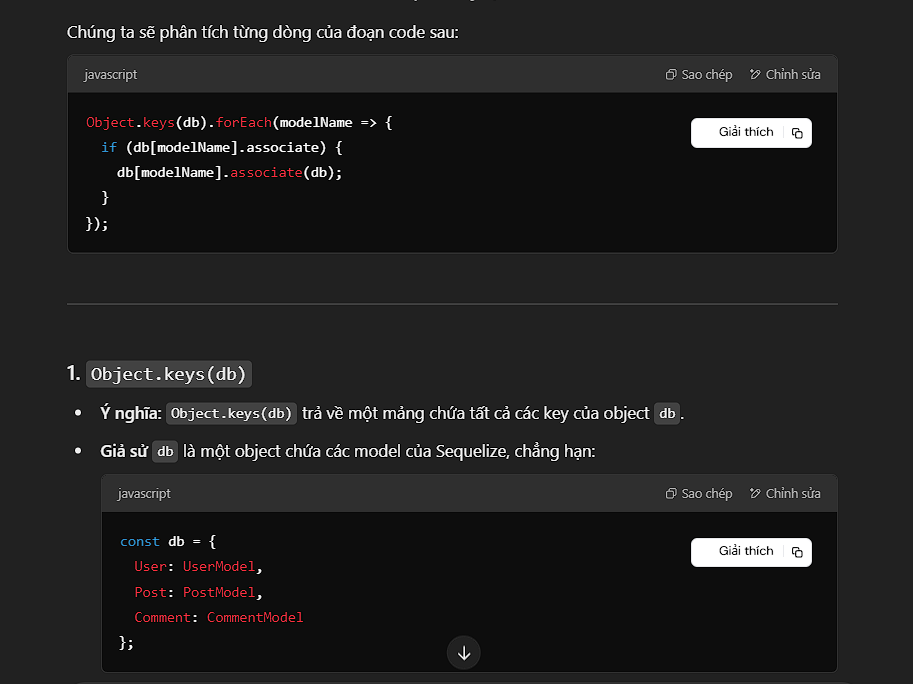 Chúng ta sẽ phân tích từng dòng của đoạn code sau:
javascript
Sao chép
Chỉnh sửa
Object.keys(db).forEach(modelName => {
  if (db[modelName].associate) {
    db[modelName].associate(db);
  }
});
Giải thích
1. Object.keys(db)
• Ý nghĩa: Object.keys(db) trả về một mảng chứa tất cả các key của object db.
• Giả sử db là một object chứa các model của Sequelize, chẳng hạn:
javascript
Sao chép
Chỉnh sửa
const db = {
  User: UserModel,
  Post: PostModel,
  Comment: CommentModel
};
Giải thích